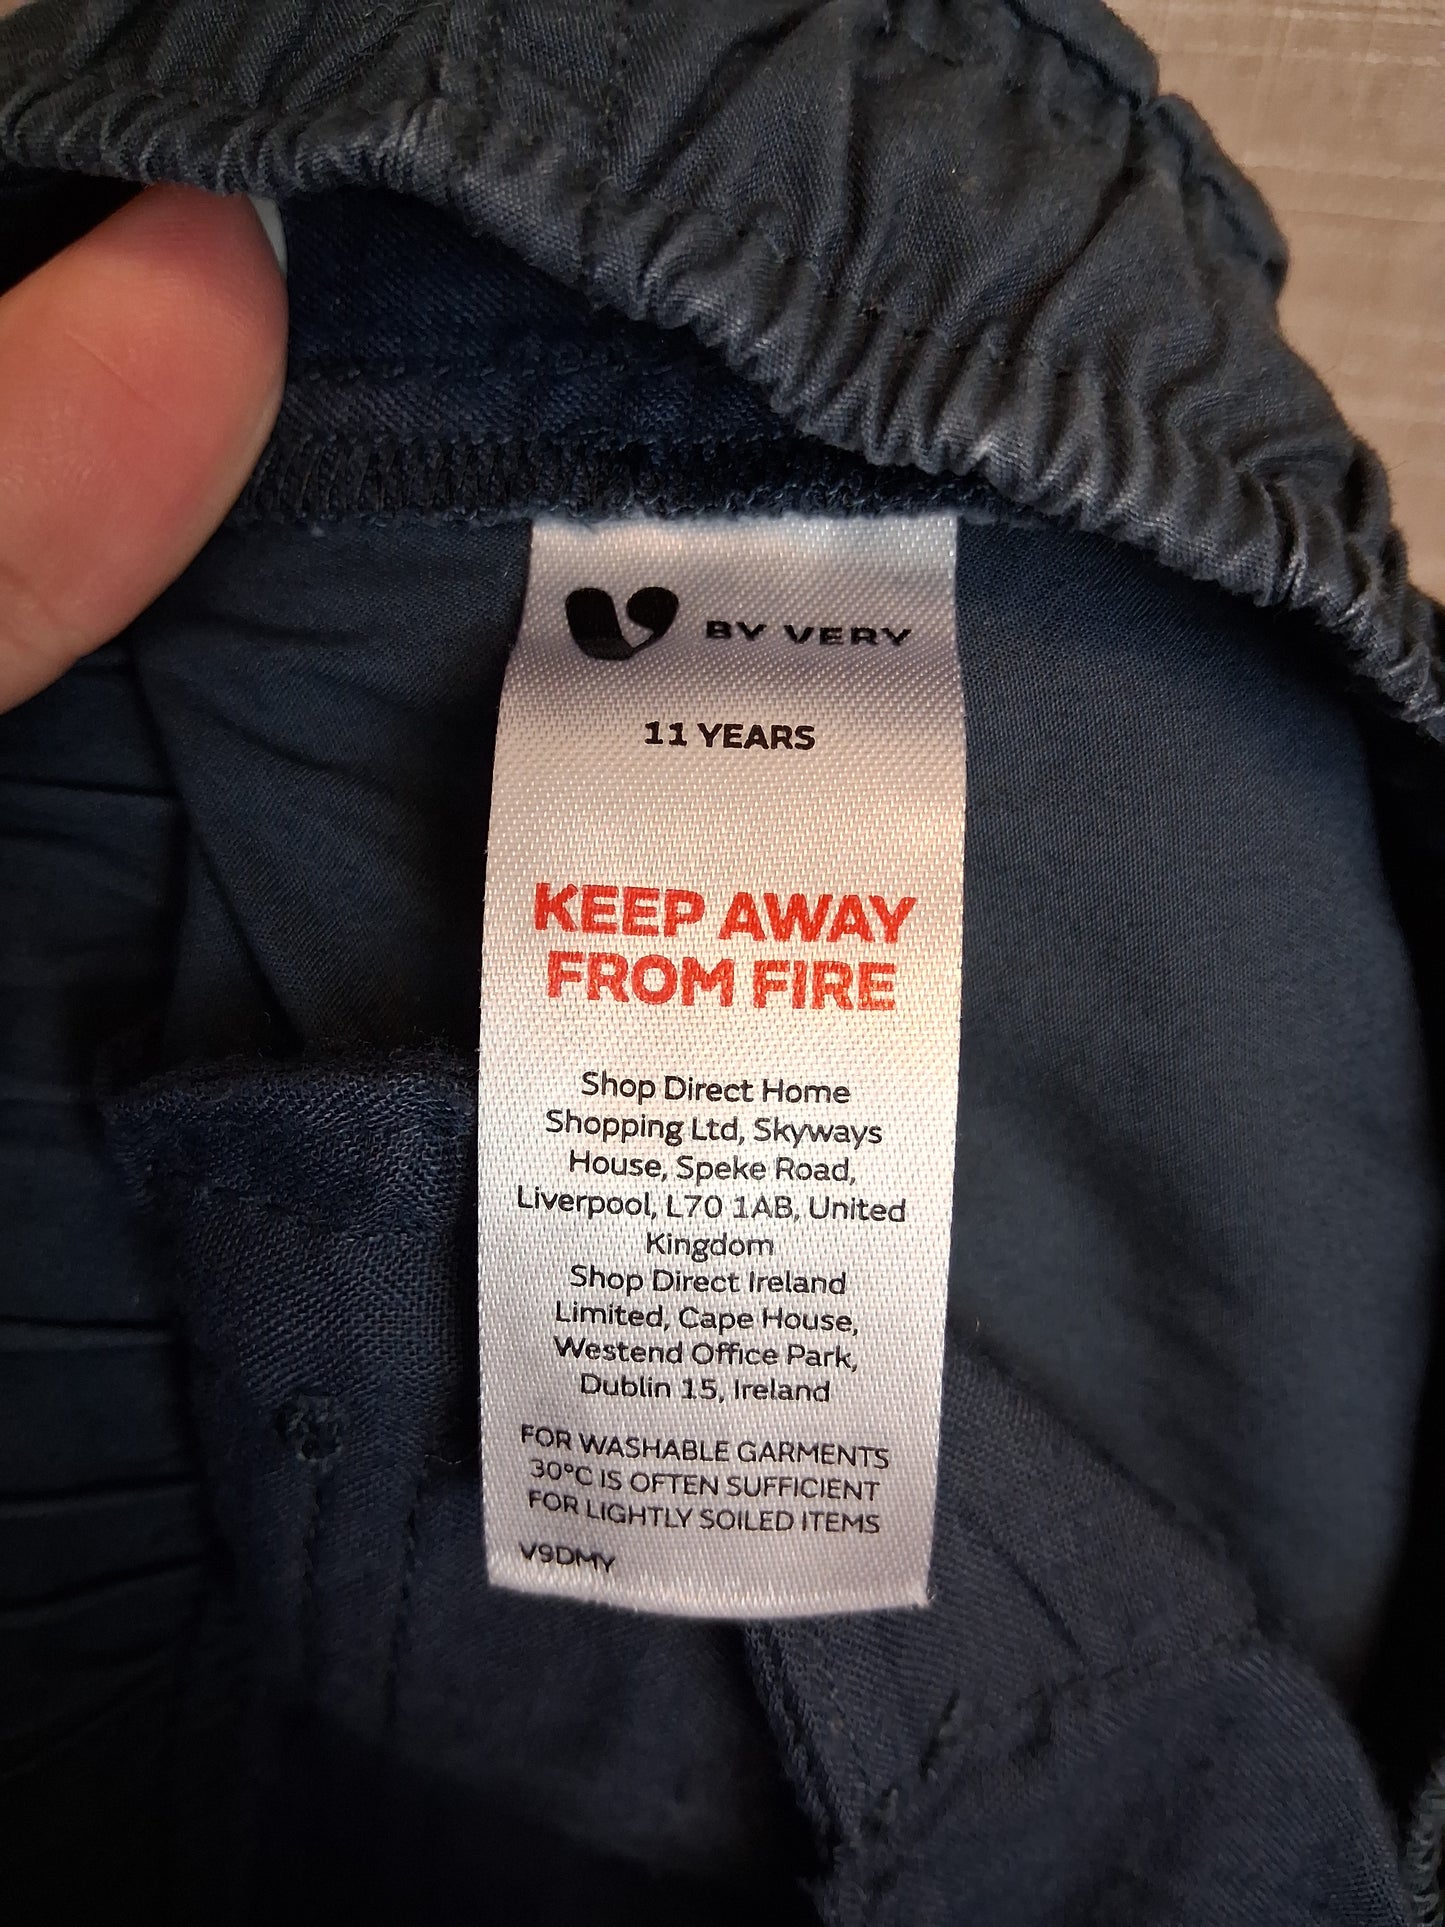 V BY VERY
11 YEARS
KEEP AWAY
FROM FIRE
Shop Direct Home
Shopping Ltd, Skyways
House, Speke Road,
Liverpool, L70 1AB, United
Kingdom
Shop Direct Ireland
Limited, Cape House,
Westend Office Park,
Dublin 15, Ireland
FOR WASHABLE GARMENTS
30°C IS OFTEN SUFFICIENT
FOR LIGHTLY SOILED ITEMS
V9DMY